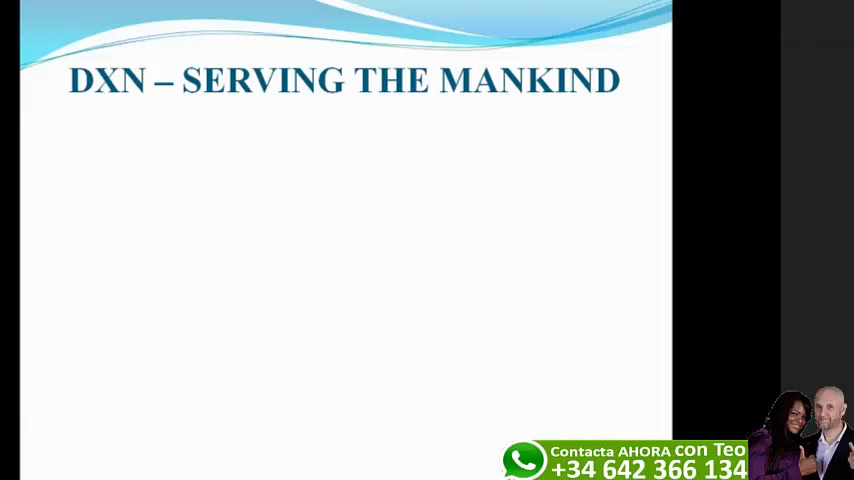 DXN – SERVING THE MANKIND
Contacta AHORA con Teo
+34 642 366 134